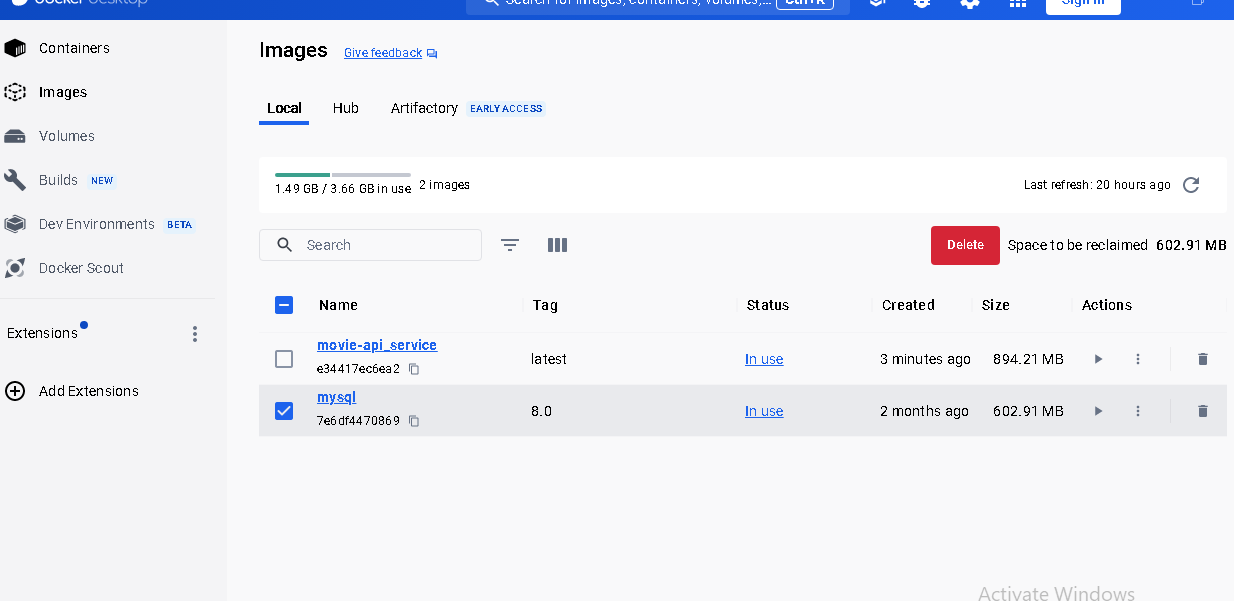 docker desktop
Search for images, containers, volumes,... Ctrl+K
Sign in
Containers
Images
Volumes
Builds NEW
Dev Environments BETA
Docker Scout
Extensions
Add Extensions
Images Give feedback
Local Hub Artifactory EARLY ACCESS
1.49 GB / 3.66 GB in use 2 images
Last refresh: 20 hours ago
Search
Delete Space to be reclaimed 602.91 MB
Name Tag Status Created Size Actions
movie-api_service
e34417ec6ea2
latest In use 3 minutes ago 894.21 MB
mysql
7e6df4470869
8.0 In use 2 months ago 602.91 MB
Activate Windows